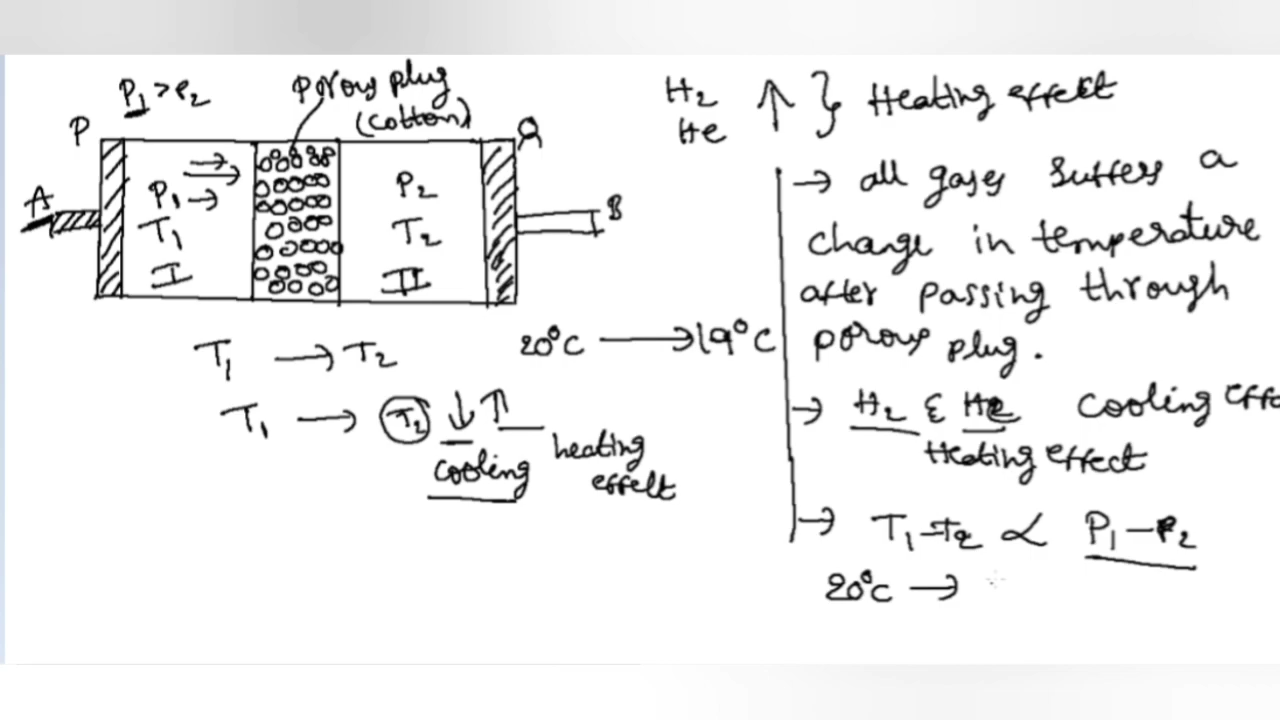 P₁ > P₂
Porous plug
(cotton)
P
Q
A
B
P₁
T₁
I
P₂
T₂
II
T₁ → T₂
20°C → 19°C
T₁ → T₂ ↓ ↑
cooling
heating
effelt
H₂
He
↑ } Heating effect
→ all gases suffers a
change in temperature
after passing through
porous plug.
→ H₂ & He cooling effe
Heating effect
→ T₁-T₂ ∝ P₁-P₂
20°C →